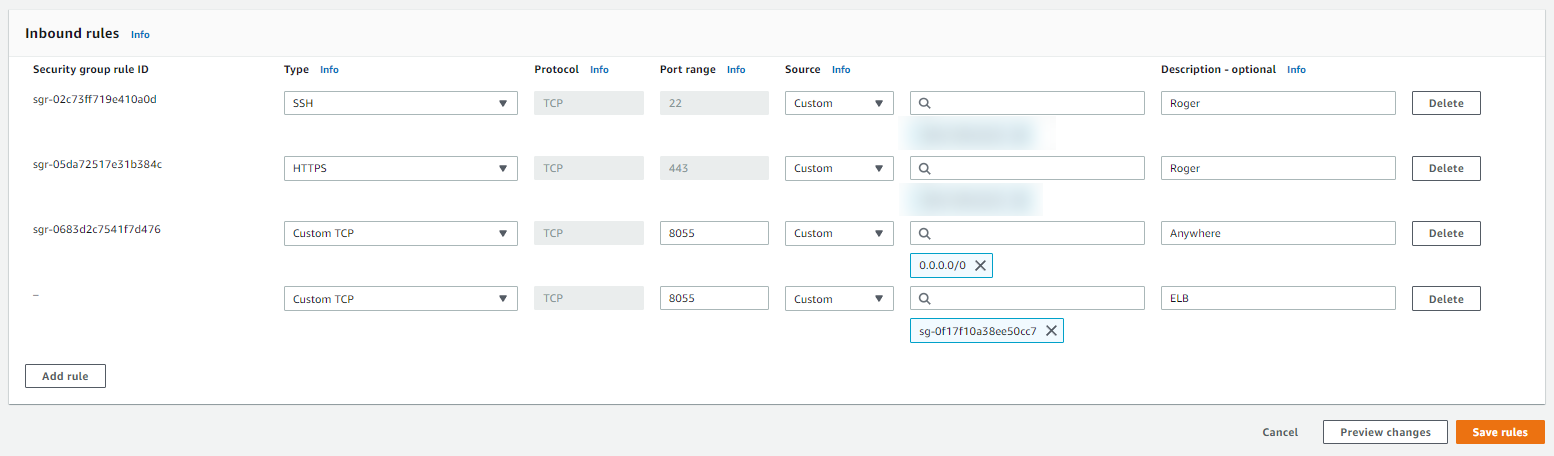 Inbound rules Info
Security group rule ID Type Info Protocol Info Port range Info Source Info Description - optional Info
sgr-02c73ff719e410a0d SSH TCP 22 Custom Roger Delete
sgr-05da72517e31b384c HTTPS TCP 443 Custom Roger Delete
sgr-0683d2c7541f7d476 Custom TCP TCP 8055 Custom Anywhere Delete
0.0.0.0/0
– Custom TCP TCP 8055 Custom ELB Delete
sg-0f17f10a38ee50cc7
Add rule
Cancel Preview changes Save rules